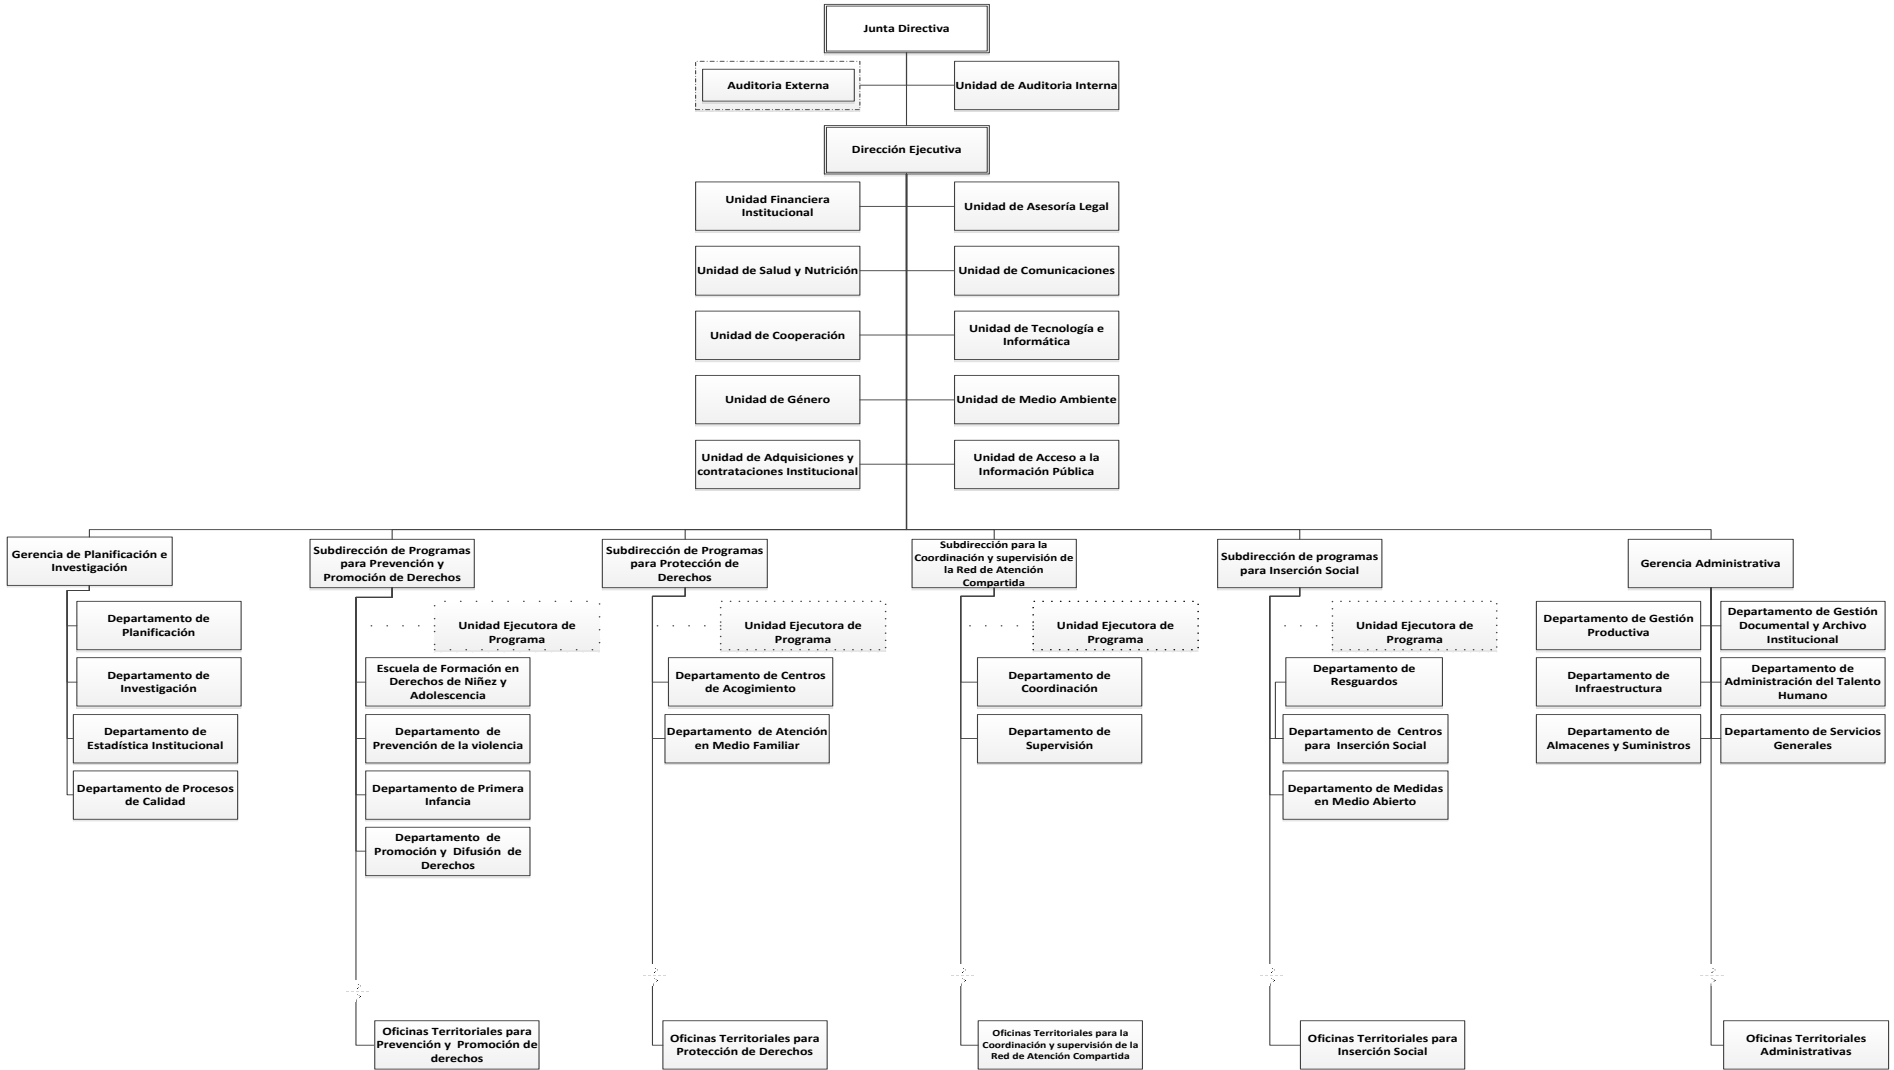 Junta Directiva
Auditoria Externa
Unidad de Auditoria Interna
Dirección Ejecutiva
Unidad Financiera
Institucional
Unidad de Asesoría Legal
Unidad de Salud y Nutrición
Unidad de Comunicaciones
Unidad de Cooperación
Unidad de Tecnología e
Informática
Unidad de Género
Unidad de Medio Ambiente
Unidad de Adquisiciones y
contrataciones Institucional
Unidad de Acceso a la
Información Pública
Gerencia de Planificación e
Investigación
Departamento de
Planificación
Departamento de
Investigación
Departamento de
Estadística Institucional
Departamento de Procesos
de Calidad
Subdirección de Programas
para Prevención y
Promoción de Derechos
Unidad Ejecutora de
Programa
Escuela de Formación en
Derechos de Niñez y
Adolescencia
Departamento de
Prevención de la violencia
Departamento de Primera
Infancia
Departamento de
Promoción y Difusión de
Derechos
Oficinas Territoriales para
Prevención y Promoción de
derechos
Subdirección de Programas
para Protección de
Derechos
Unidad Ejecutora de
Programa
Departamento de Centros
de Acogimiento
Departamento de Atención
en Medio Familiar
Oficinas Territoriales para
Protección de Derechos
Subdirección para la
Coordinación y supervisión de
la Red de Atención
Compartida
Unidad Ejecutora de
Programa
Departamento de
Coordinación
Departamento de
Supervisión
Oficinas Territoriales para la
Coordinación y supervisión de la
Red de Atención Compartida
Subdirección de programas
para Inserción Social
Unidad Ejecutora de
Programa
Departamento de
Resguardos
Departamento de Centros
para Inserción Social
Departamento de Medidas
en Medio Abierto
Oficinas Territoriales para
Inserción Social
Gerencia Administrativa
Departamento de Gestión
Productiva
Departamento de Gestión
Documental y Archivo
Institucional
Departamento de
Infraestructura
Departamento de
Administración del Talento
Humano
Departamento de
Almacenes y Suministros
Departamento de Servicios
Generales
Oficinas Territoriales
Administrativas